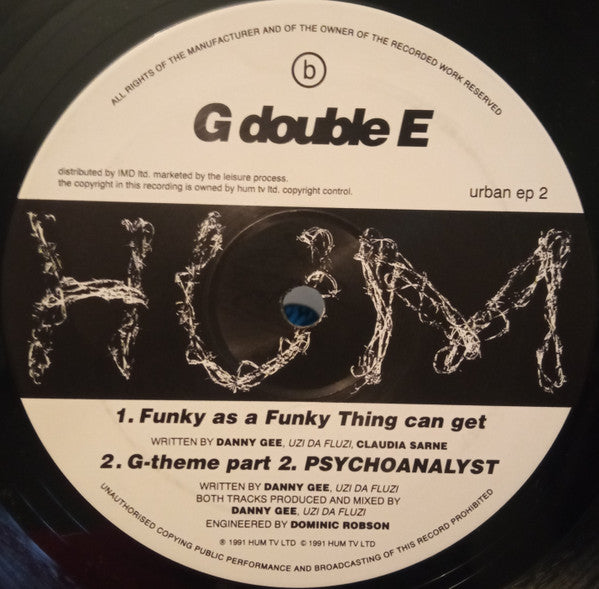 ALL RIGHTS OF THE MANUFACTURER AND OF THE OWNER OF THE RECORDED WORK RESERVED
b
G double E
distributed by IMD ltd. marketed by the leisure process.
the copyright in this recording is owned by hum tv ltd. copyright control.
urban ep 2
HUM
1. Funky as a Funky Thing can get
WRITTEN BY DANNY GEE, UZI DA FLUZI, CLAUDIA SARNE
2. G-theme part 2. PSYCHOANALYST
WRITTEN BY DANNY GEE, UZI DA FLUZI
BOTH TRACKS PRODUCED AND MIXED BY
DANNY GEE, UZI DA FLUZI
ENGINEERED BY DOMINIC ROBSON
℗ 1991 HUM TV LTD © 1991 HUM TV LTD
UNAUTHORISED COPYING PUBLIC PERFORMANCE AND BROADCASTING OF THIS RECORD PROHIBITED